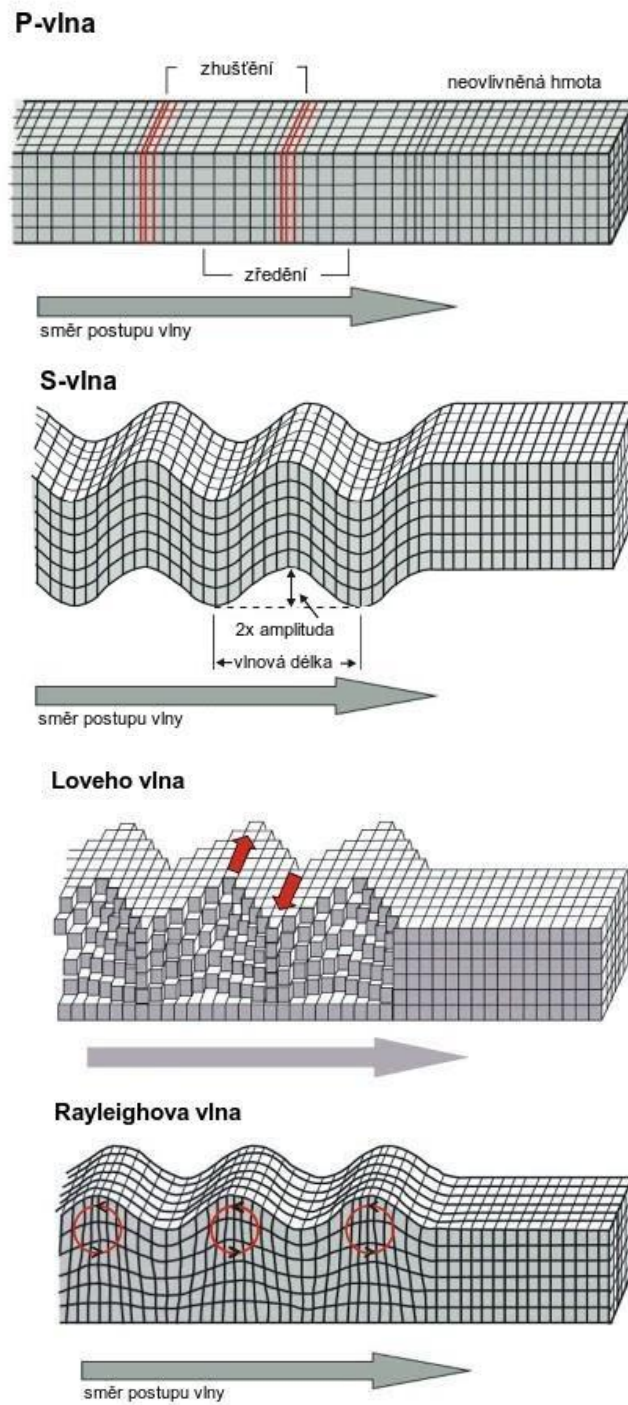 P-vlna
zhuštění
neovlivněná hmota
zředění
směr postupu vlny
S-vlna
2x amplituda
vlnová délka
směr postupu vlny
Loveho vlna
Rayleighova vlna
směr postupu vlny